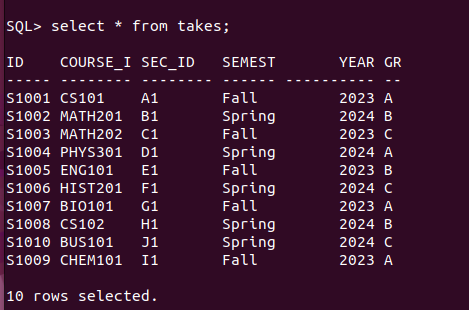 SQL> select * from takes;
ID    COURSE_I SEC_ID   SEMEST       YEAR GR
----- -------- -------- ------ ---------- --
S1001 CS101    A1       Fall         2023 A
S1002 MATH201  B1       Spring       2024 B
S1003 MATH202  C1       Fall         2023 C
S1004 PHYS301  D1       Spring       2024 A
S1005 ENG101   E1       Fall         2023 B
S1006 HIST201  F1       Spring       2024 C
S1007 BIO101   G1       Fall         2023 A
S1008 CS102    H1       Spring       2024 B
S1010 BUS101   J1       Spring       2024 C
S1009 CHEM101  I1       Fall         2023 A
10 rows selected.